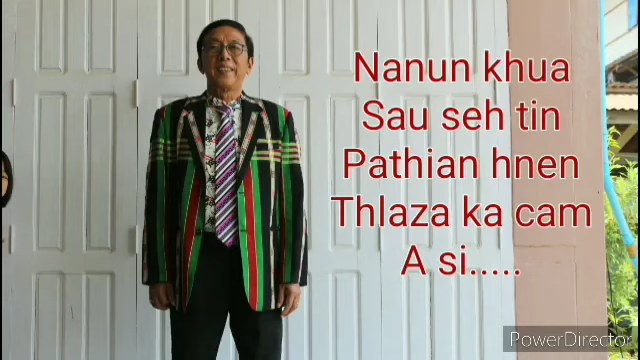 Nanun khua
Sau seh tin
Pathian hnen
Thlaza ka cam
A si.....
PowerDirector